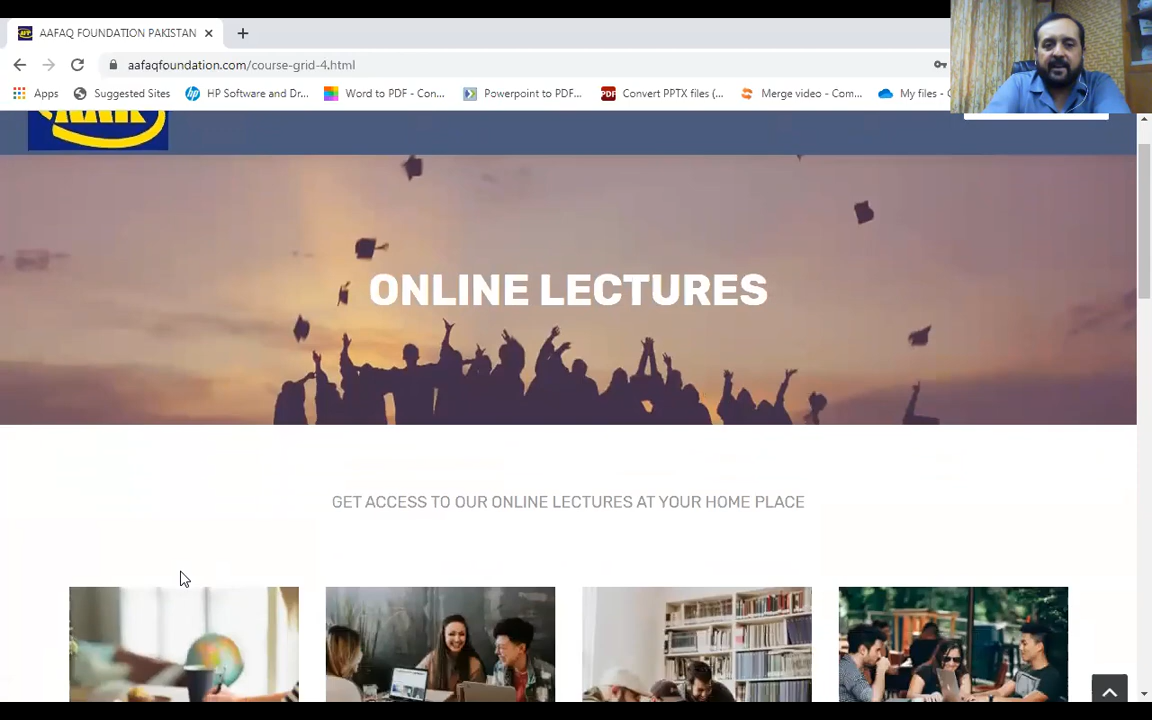 AAFAQ FOUNDATION PAKISTAN
aafaqfoundation.com/course-grid-4.html
Apps Suggested Sites HP Software and Dr... Word to PDF - Con... Powerpoint to PDF... PDF Convert PPTX files (... Merge video - Com... My files -
ONLINE LECTURES
GET ACCESS TO OUR ONLINE LECTURES AT YOUR HOME PLACE